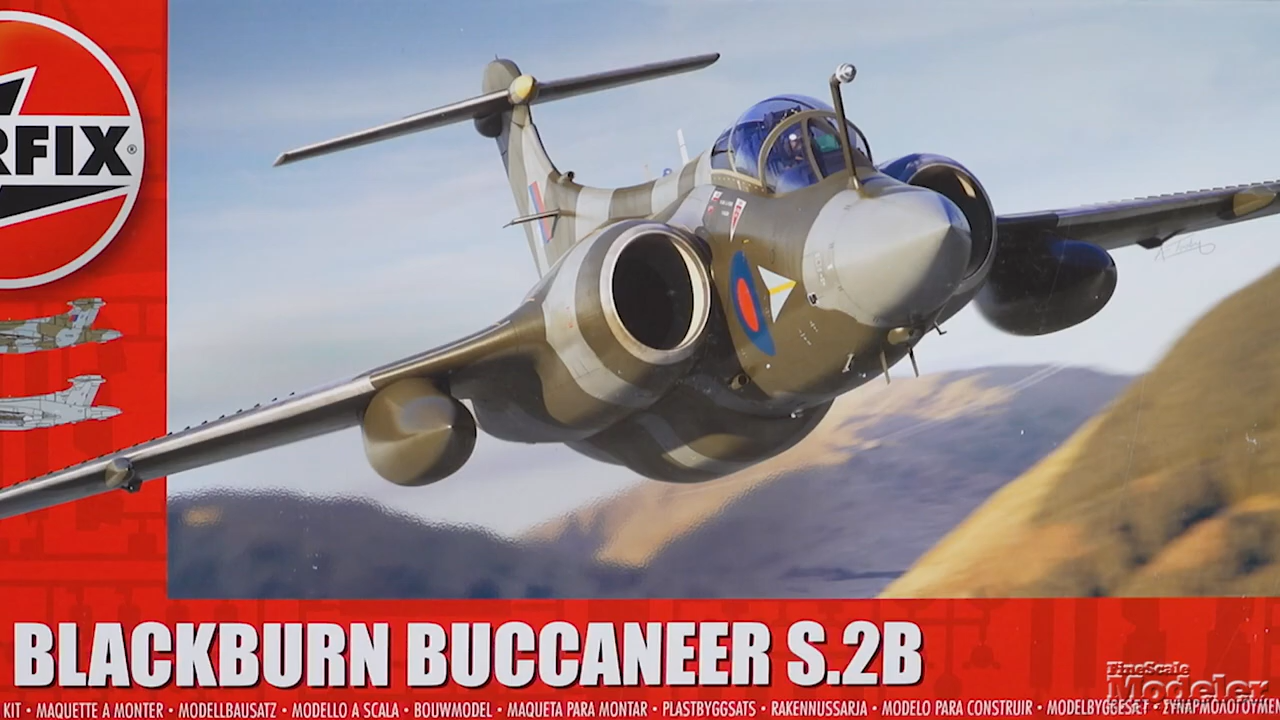 RFIX®
BLACKBURN BUCCANEER S.2B
KIT • MAQUETTE A MONTER • MODELLBAUSATZ • MODELLO A SCALA • BOUWMODEL • MAQUETA PARA MONTAR • PLASTBYGGSATS • RAKENNUSSARJA • MODELO PARA CONSTRUIR • MODELBYGGESÆT •
FineScale
Modeler